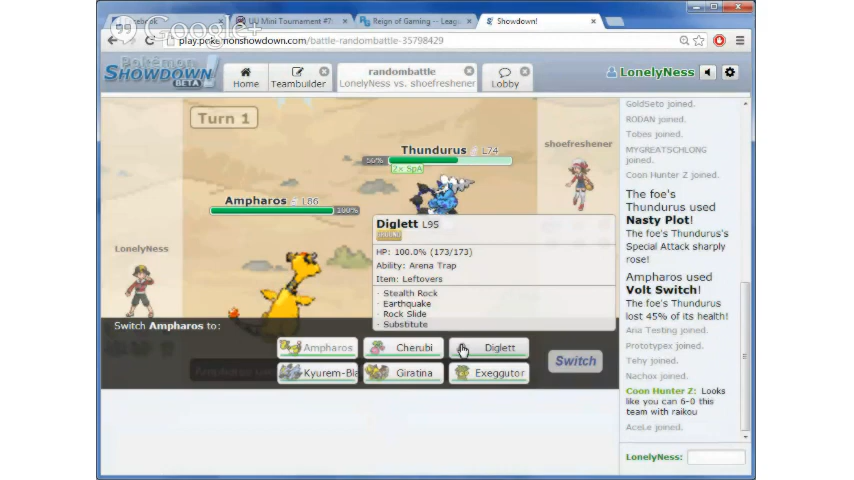 Google+
Facebook
UU Mini Tournament #7:
Reign of Gaming -- Leag
Showdown!
play.pokemonshowdown.com/battle-randombattle-35798429
Pokémon
SHOWDOWN!
BETA
Home
Teambuilder
randombattle
LonelyNess vs. shoefreshener
Lobby
LonelyNess
Turn 1
Thundurus L74
2x SpA
Ampharos L86
100%
LonelyNess
shoefreshener
Diglett L95
HP: 100.0% (173/173)
Ability: Arena Trap
Item: Leftovers
· Stealth Rock
· Earthquake
· Rock Slide
· Substitute
Switch Ampharos to:
Ampharos
Cherubi
Diglett
Kyurem-Bla
Giratina
Exeggutor
Switch
GoldSeto joined.
RODAN joined.
Tobes joined.
MYGREATSCHLONG
joined.
Coon Hunter Z joined.
The foe's
Thundurus used
Nasty Plot!
The foe's Thundurus's
Special Attack sharply
rose!
Ampharos used
Volt Switch!
The foe's Thundurus
lost 45% of its health!
Aria Testing joined.
Prototypex joined.
Tehy joined.
Nachox joined.
Coon Hunter Z: Looks
like you can 6-0 this
team with raikou
AceLe joined.
LonelyNess: